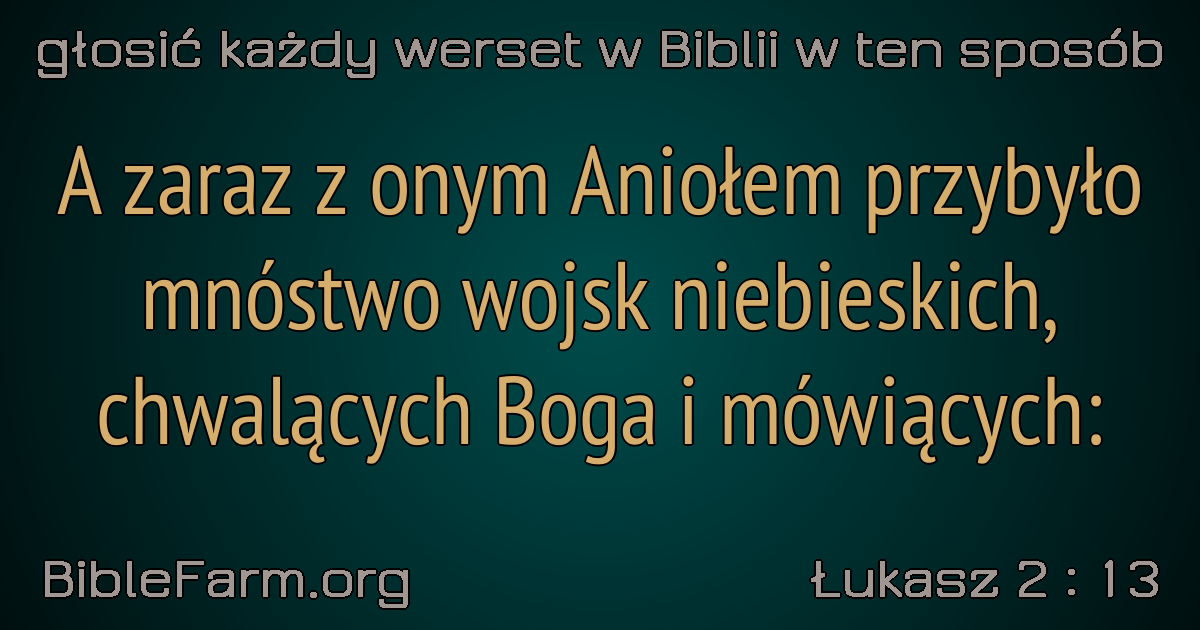 głosić każdy werset w Biblii w ten sposób
A zaraz z onym Aniołem przybyło
mnóstwo wojsk niebieskich,
chwalących Boga i mówiących:
BibleFarm.org
Łukasz 2 : 13